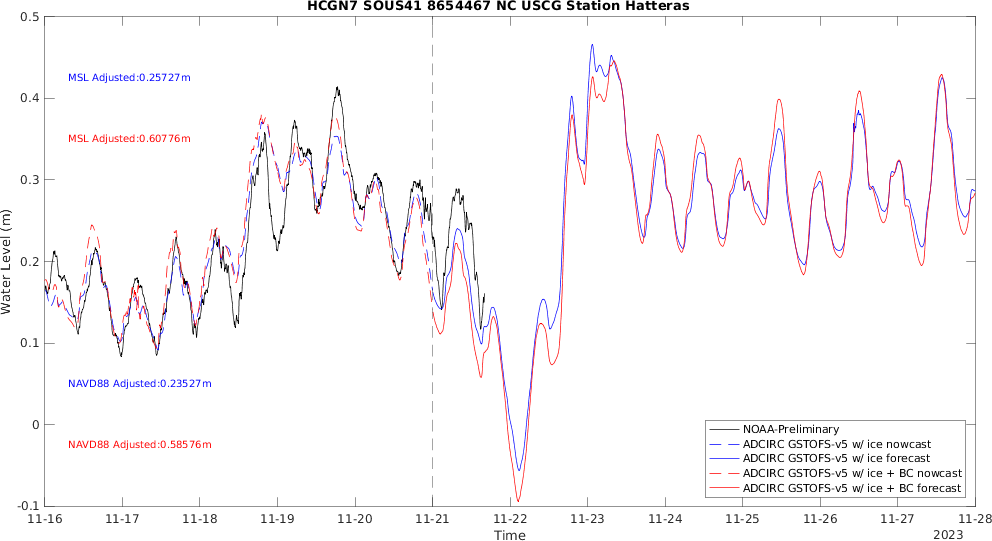 HCGN7 SOUS41 8654467 NC USCG Station Hatteras
0.5
0.4
0.3
0.2
0.1
0
-0.1
Water Level (m)
MSL Adjusted:0.25727m
MSL Adjusted:0.60776m
NAVD88 Adjusted:0.23527m
NAVD88 Adjusted:0.58576m
NOAA-Preliminary
ADCIRC GSTOFS-v5 w/ ice nowcast
ADCIRC GSTOFS-v5 w/ ice forecast
ADCIRC GSTOFS-v5 w/ ice + BC nowcast
ADCIRC GSTOFS-v5 w/ ice + BC forecast
11-16 11-17 11-18 11-19 11-20 11-21 11-22 11-23 11-24 11-25 11-26 11-27 11-28
Time
2023